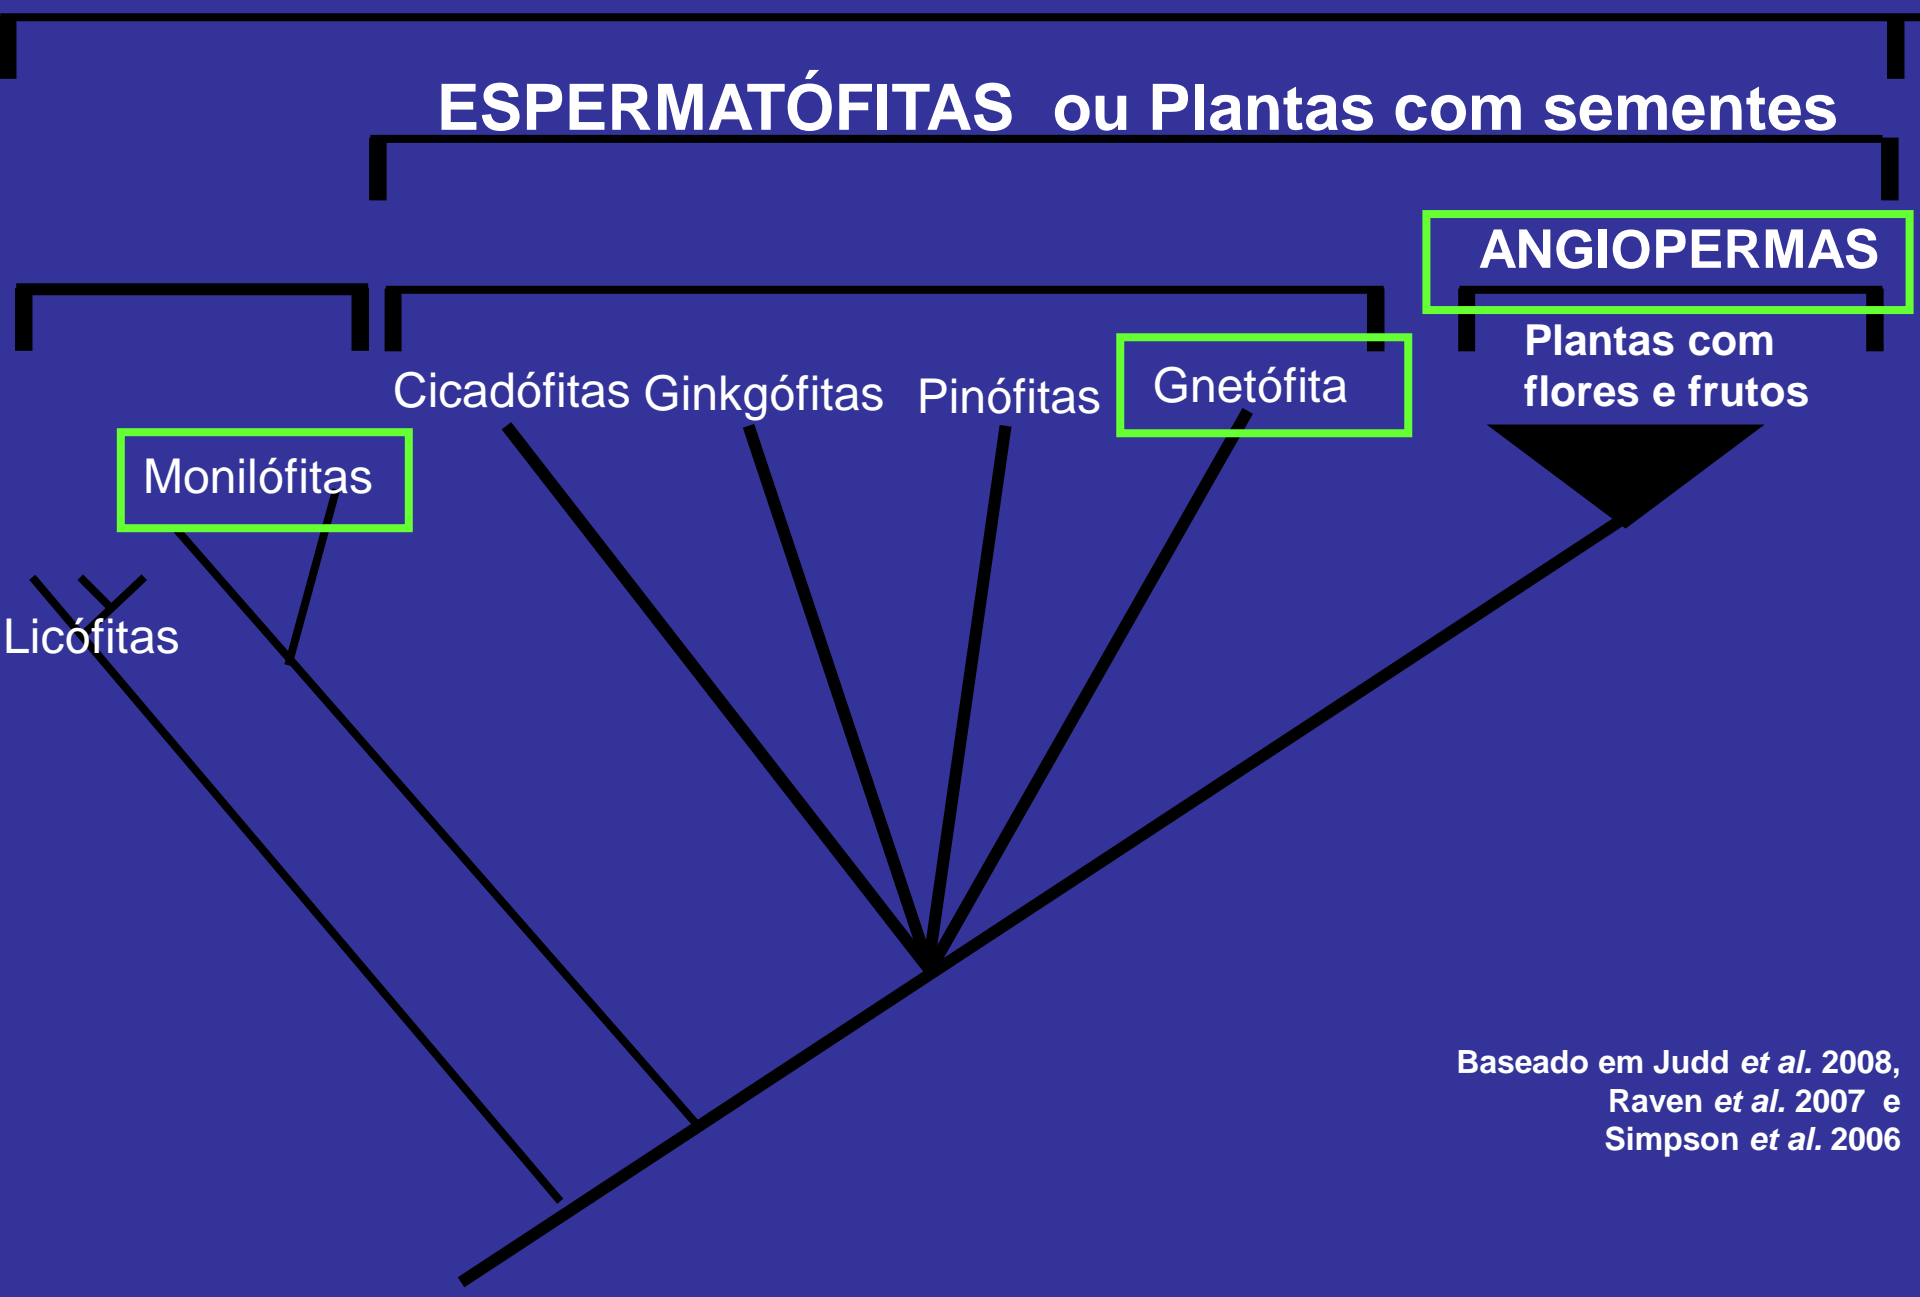 ESPERMATÓFITAS ou Plantas com sementes
ANGIOPERMAS
Plantas com
flores e frutos
Cicadófitas
Ginkgófitas
Pinófitas
Gnetófita
Monilófitas
Licófitas
Baseado em Judd et al. 2008,
Raven et al. 2007 e
Simpson et al. 2006